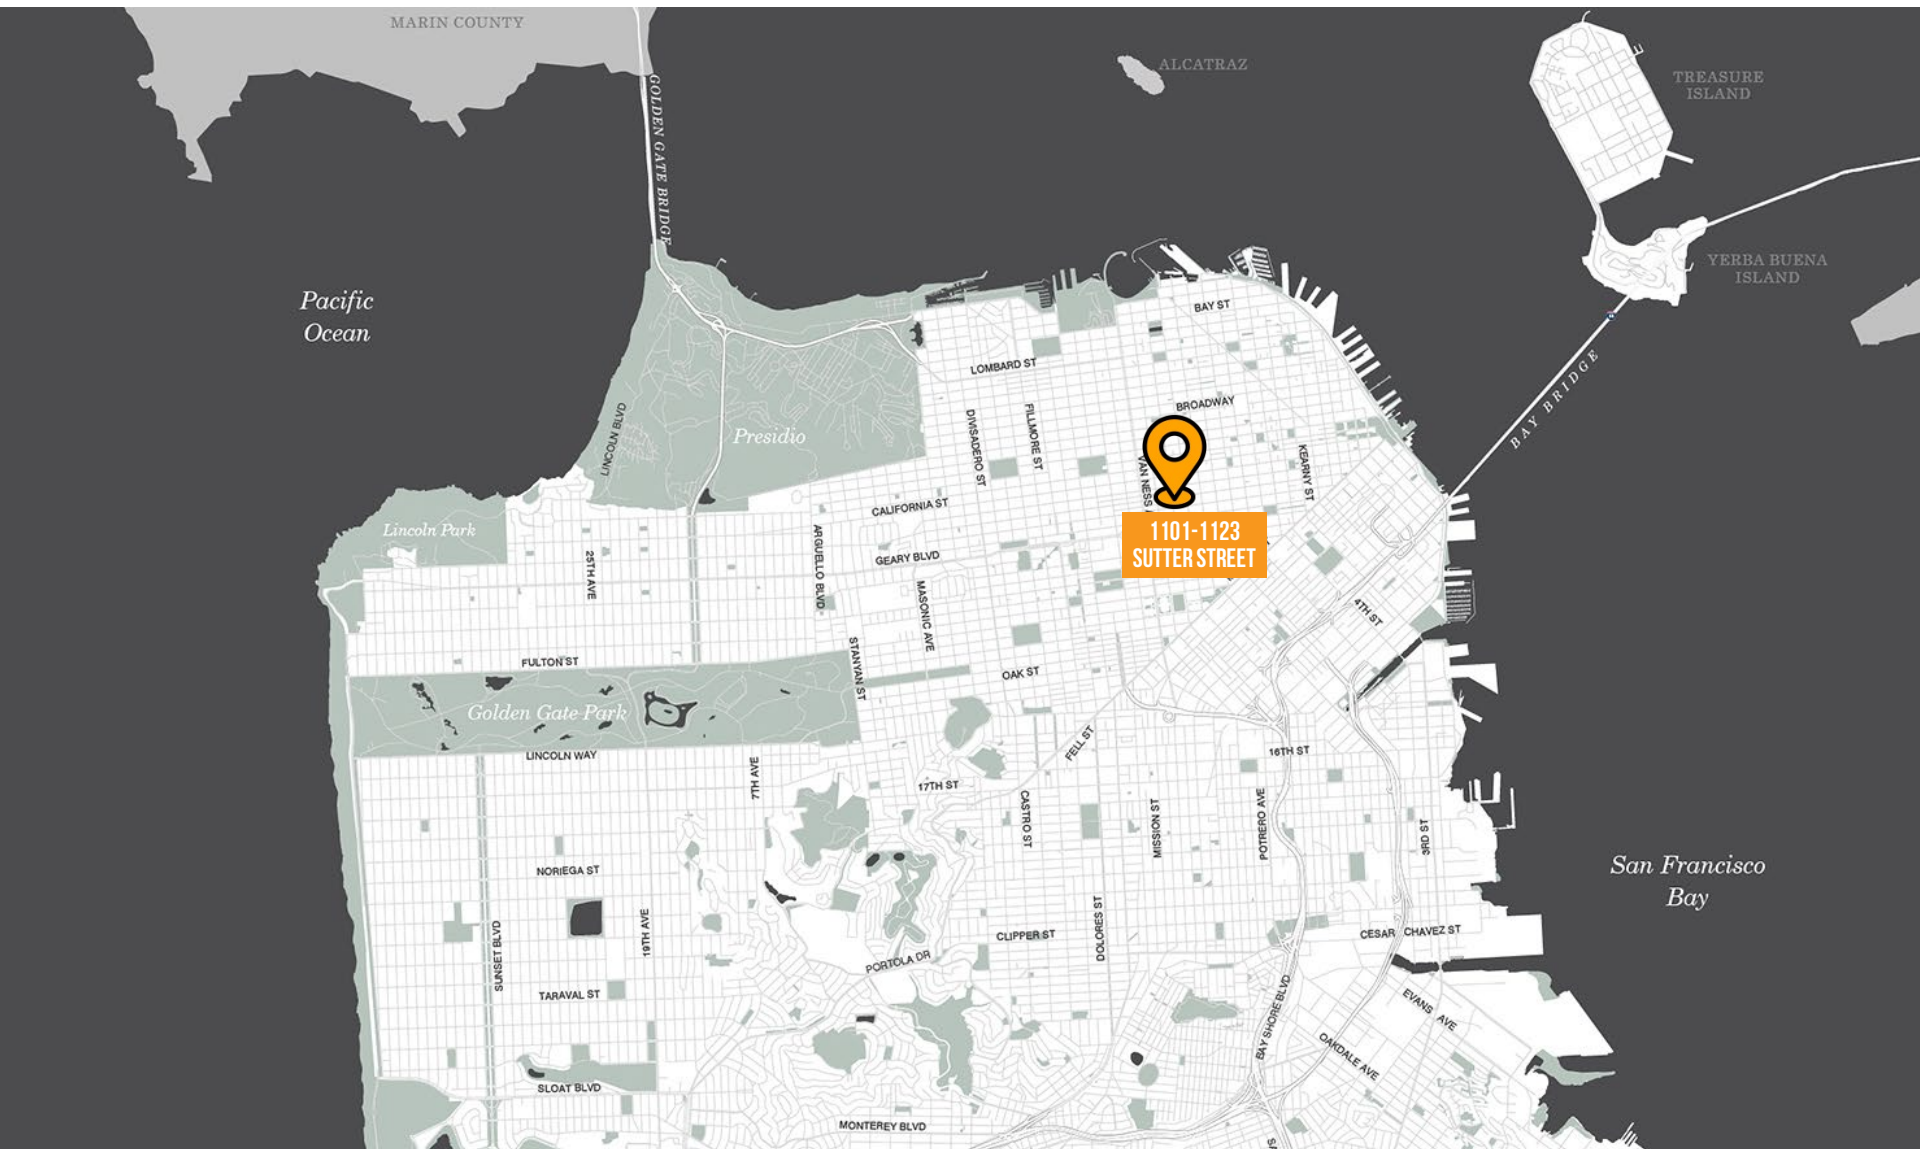 MARIN COUNTY
ALCATRAZ
TREASURE
ISLAND
GOLDEN GATE BRIDGE
YERBA BUENA
ISLAND
Pacific
Ocean
BAY ST
LOMBARD ST
BROADWAY
BAY BRIDGE
LINCOLN BLVD
Presidio
DIVISADERO ST
FILLMORE ST
VAN NESS
KEARNY ST
CALIFORNIA ST
Lincoln Park
1101-1123
SUTTER STREET
25TH AVE
ARGUELLO BLVD
GEARY BLVD
MASONIC AVE
4TH ST
FULTON ST
STANYAN ST
OAK ST
Golden Gate Park
LINCOLN WAY
FELL ST
16TH ST
7TH AVE
17TH ST
CASTRO ST
MISSION ST
POTRERO AVE
3RD ST
San Francisco
Bay
NORIEGA ST
SUNSET BLVD
19TH AVE
DOLORES ST
CLIPPER ST
CESAR CHAVEZ ST
PORTOLA DR
TARAVAL ST
BAY SHORE BLVD
EVANS AVE
OAKDALE AVE
SLOAT BLVD
MONTEREY BLVD